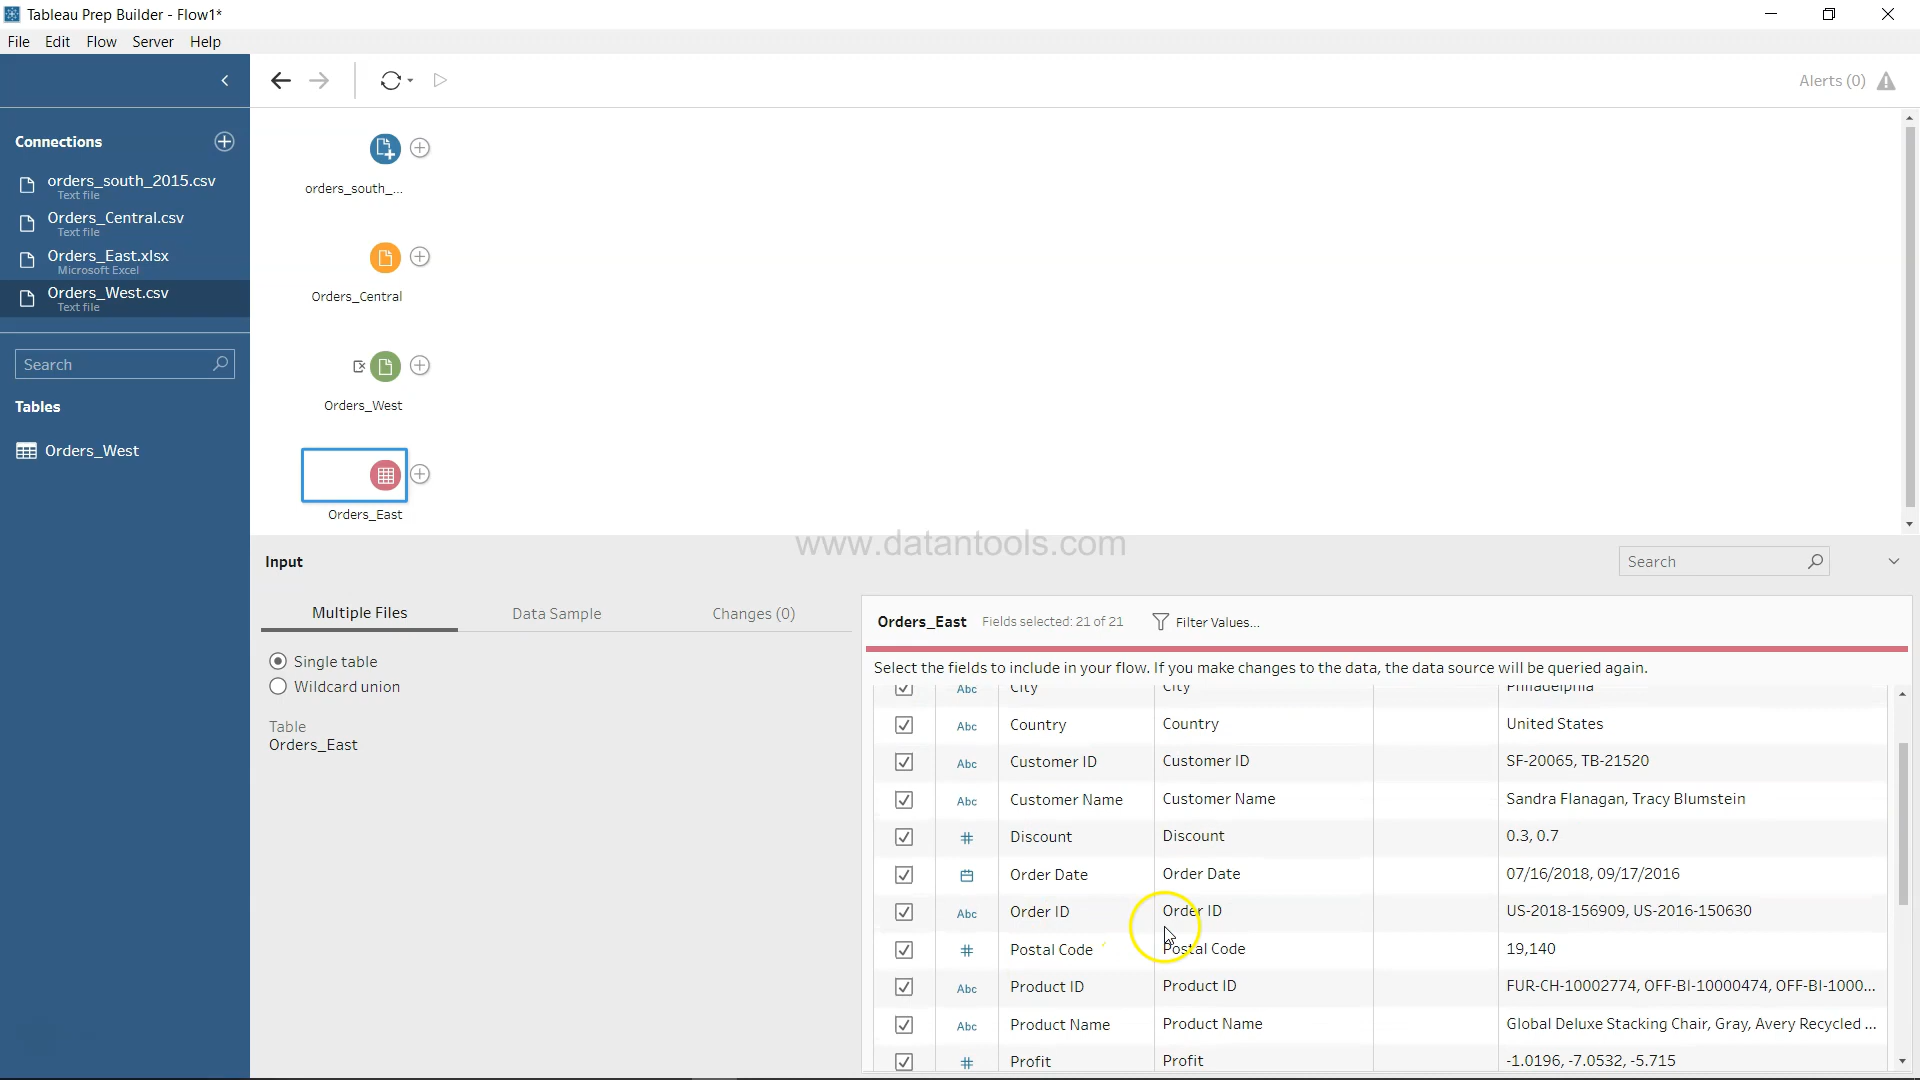 Tableau Prep Builder - Flow1*
File Edit Flow Server Help
Alerts (0)
Connections
orders_south_2015.csv
Text file
Orders_Central.csv
Text file
Orders_East.xlsx
Microsoft Excel
Orders_West.csv
Text file
Search
Tables
Orders_West
orders_south_...
Orders_Central
Orders_West
Orders_East
www.datantools.com
Input
Search
Multiple Files Data Sample Changes (0)
Single table
Wildcard union
Table
Orders_East
Orders_East Fields selected: 21 of 21 Filter Values...
Select the fields to include in your flow. If you make changes to the data, the data source will be queried again.
Abc City City Philadelphia
Abc Country Country United States
Abc Customer ID Customer ID SF-20065, TB-21520
Abc Customer Name Customer Name Sandra Flanagan, Tracy Blumstein
# Discount Discount 0.3, 0.7
Order Date Order Date 07/16/2018, 09/17/2016
Abc Order ID Order ID US-2018-156909, US-2016-150630
# Postal Code Postal Code 19,140
Abc Product ID Product ID FUR-CH-10002774, OFF-BI-10000474, OFF-BI-1000...
Abc Product Name Product Name Global Deluxe Stacking Chair, Gray, Avery Recycled ...
# Profit Profit -1.0196, -7.0532, -5.715